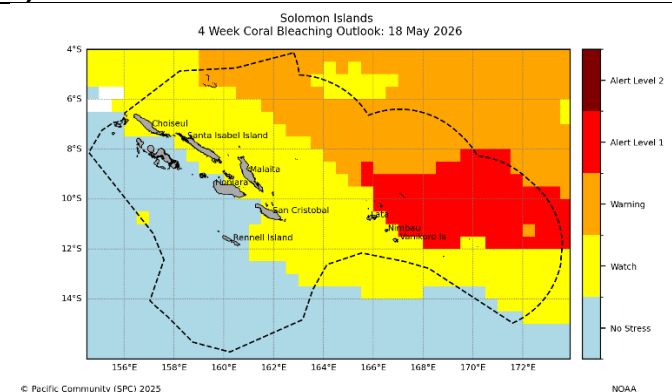 Solomon Islands
4 Week Coral Bleaching Outlook: 18 May 2026
4°S
6°S
8°S
10°S
12°S
14°S
156°E
158°E
160°E
162°E
164°E
166°E
168°E
170°E
172°E
Choiseul
Santa Isabel Island
Malaita
Honiara
San Cristobal
Rennell Island
Lata
Nimbau
Vanikoro Is
Alert Level 2
Alert Level 1
Warning
Watch
No Stress
© Pacific Community (SPC) 2025
NOAA